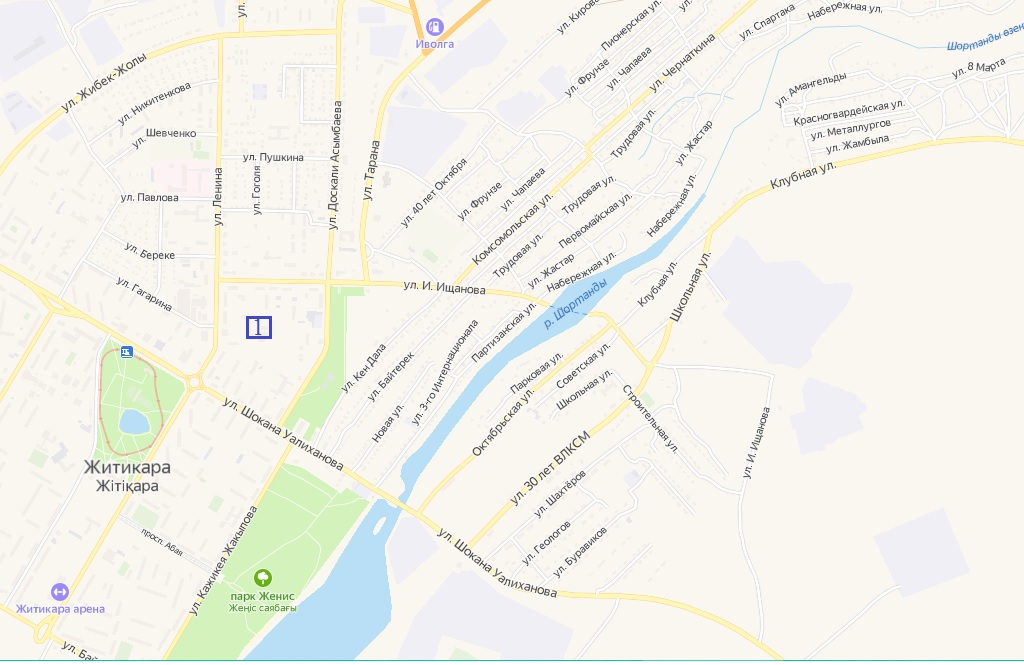 ул. Киров
Пионерская ул.
ул. Спартака
Набережная ул.
Шортанды өзен
Иволга
ул. Чапаева
ул. Черняткина
ул. Фрунзе
ул. 8 Марта
ул. Жибек-Жолы
ул. Никитенкова
ул. Амангельды
Красногвардейская ул.
ул. Металлургов
ул. Жамбыла
ул. Шевченко
Трудовая ул.
ул. Жастар
ул. Доскали Асымбаева
ул. Тарана
ул. Пушкина
Клубная ул.
ул. Гоголя
ул. Ленина
ул. 40 лет Октября
ул. Фрунзе
ул. Чапаева
Трудовая ул.
ул. Павлова
Первомайская ул.
Набережная ул.
Комсомольская ул.
Трудовая ул.
ул. Береке
ул. Жастар
Набережная ул.
ул. Гагарина
ул. И. Ищанова
Клубная ул.
Школьная ул.
р. Шортанды
1
Партизанская ул.
ул. 3-го Интернационала
ул. Кен Дала
ул. Байтерек
Новая ул.
Парковая ул.
Советская ул.
Школьная ул.
Октябрьская ул.
Строительная ул.
ул. И. Ищанова
ул. Шокана Уалиханова
ул. 30 лет ВЛКСМ
Житикара
Жітіқара
ул. Шахтёров
просп. Абая
ул. Кажикея Жакыпова
ул. Геологов
ул. Буравиков
ул. Шокана Уалиханова
парк Женис
Жеңіс саябағы
Житикара арена
ул. Ба